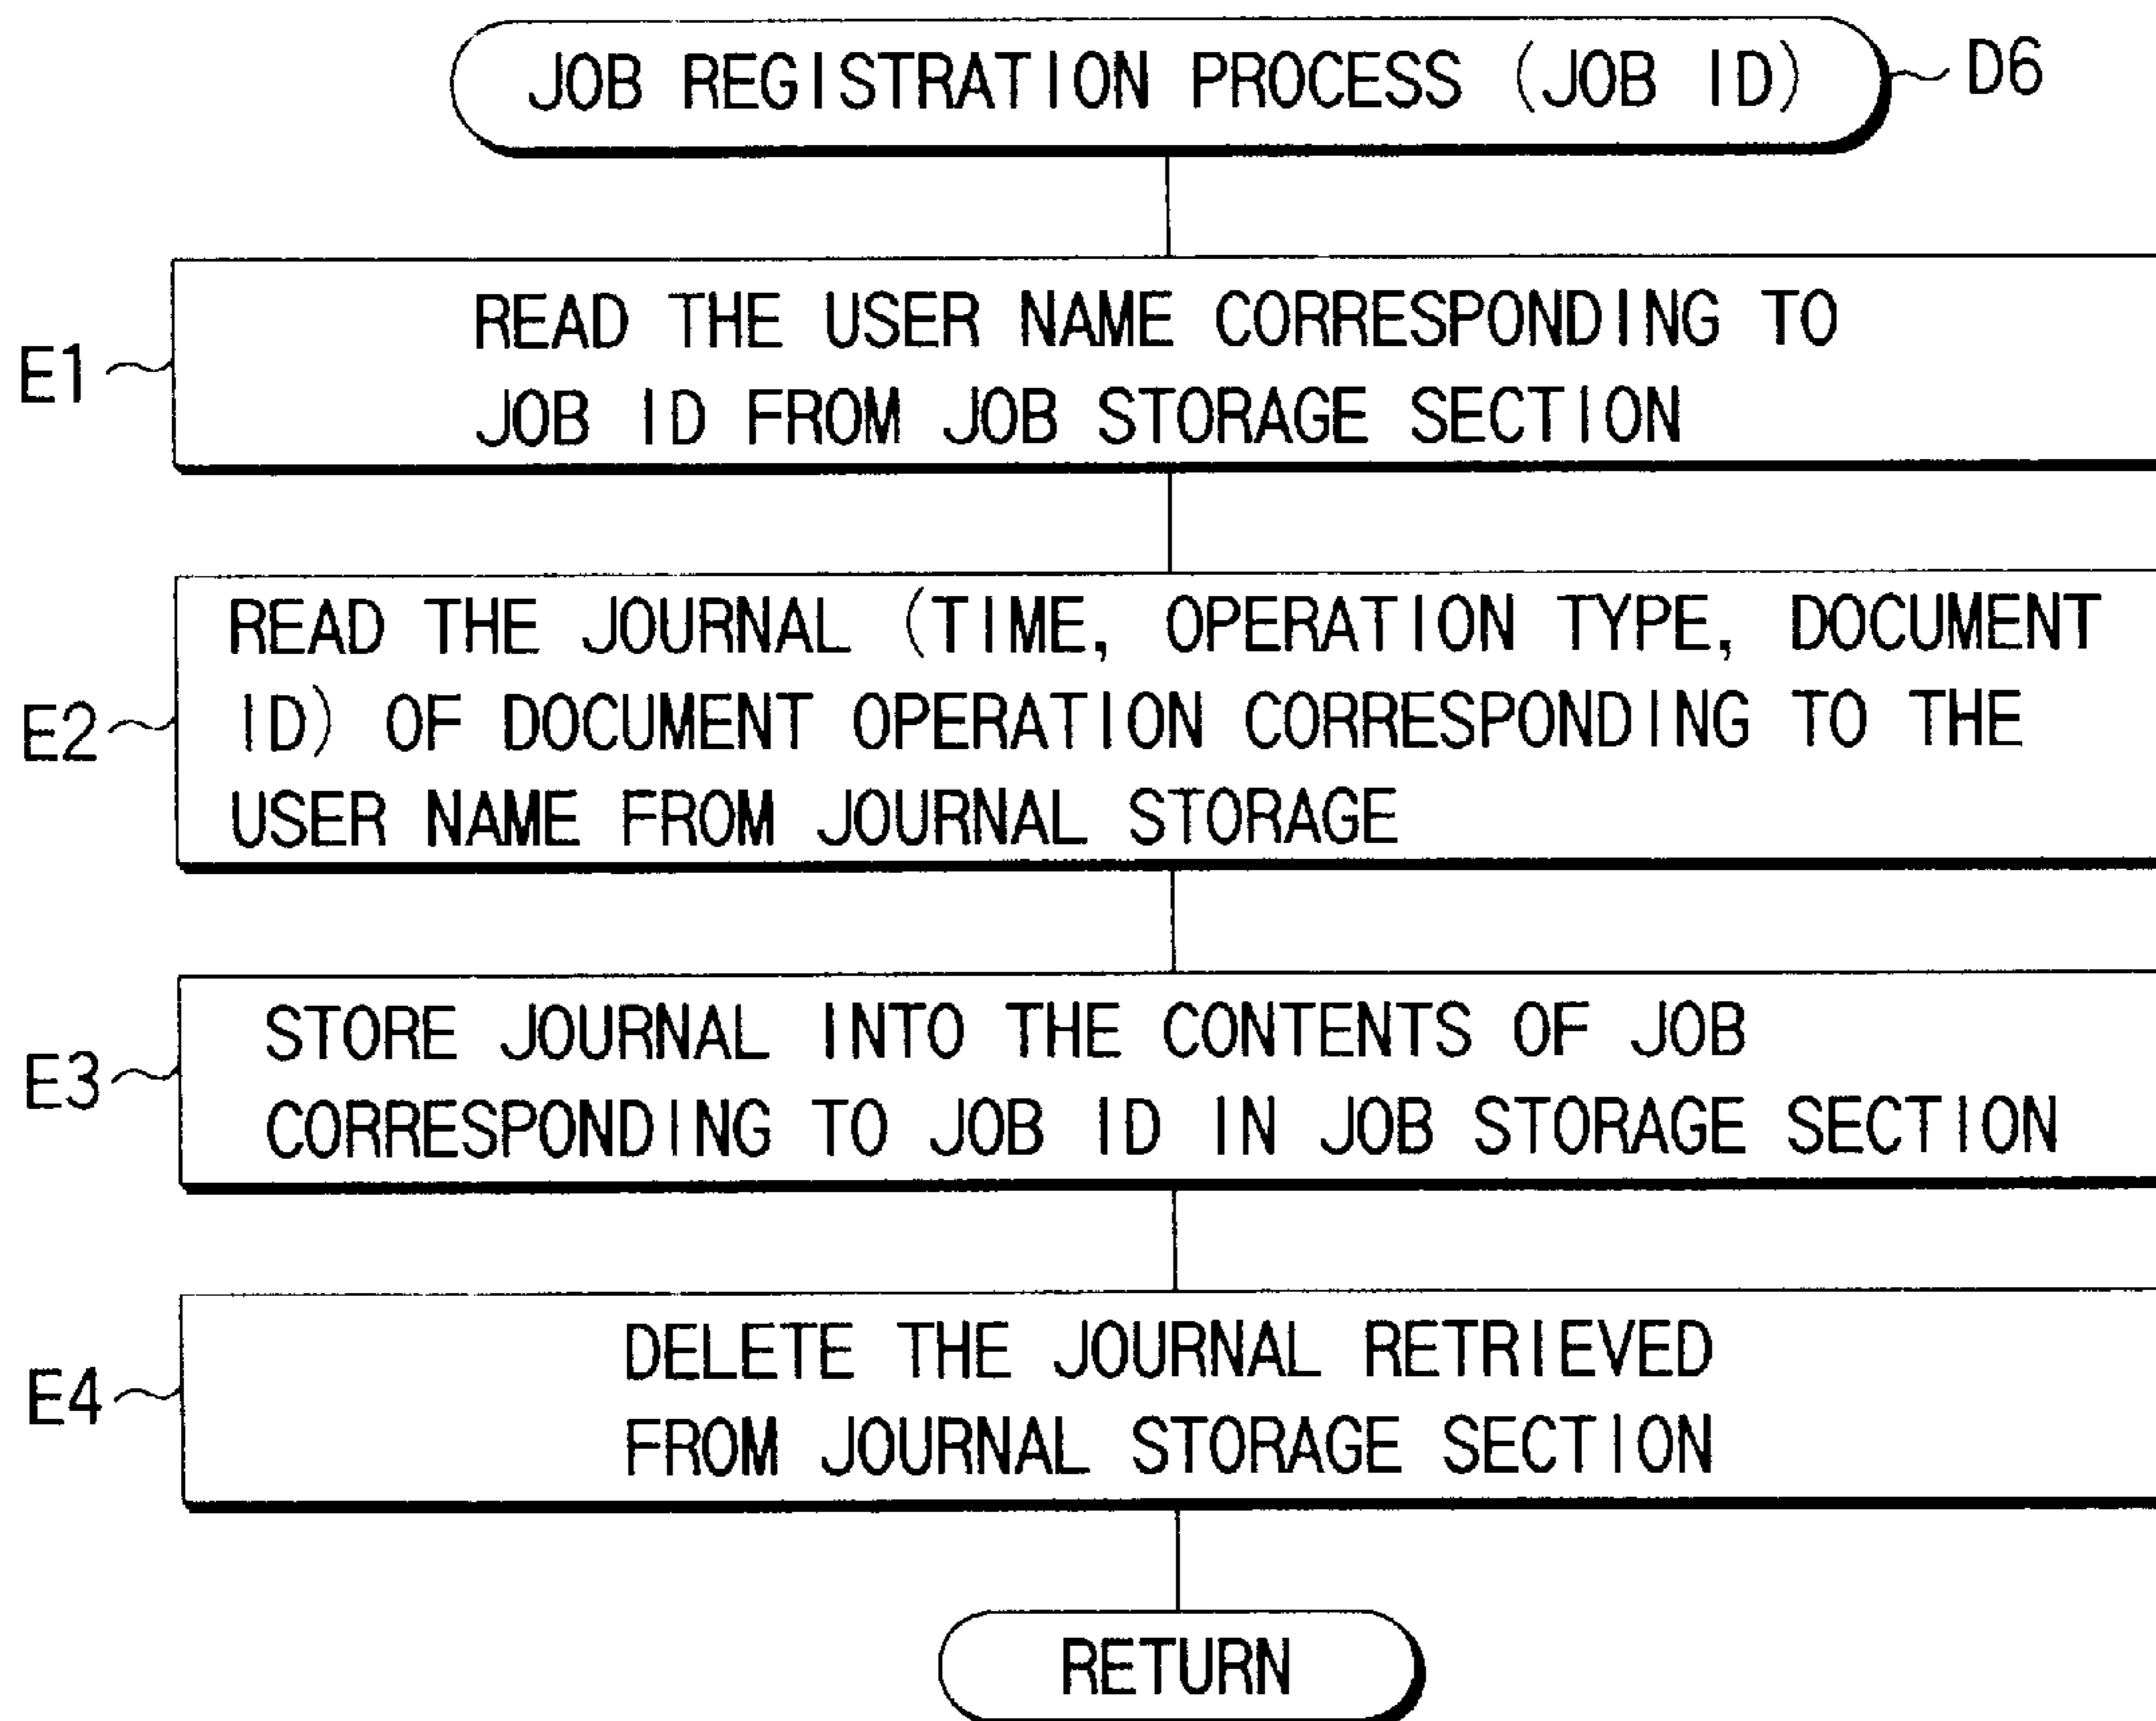 JOB REGISTRATION PROCESS (JOB ID)
D6
E1
READ THE USER NAME CORRESPONDING TO
JOB ID FROM JOB STORAGE SECTION
E2
READ THE JOURNAL (TIME, OPERATION TYPE, DOCUMENT
ID) OF DOCUMENT OPERATION CORRESPONDING TO THE
USER NAME FROM JOURNAL STORAGE
E3
STORE JOURNAL INTO THE CONTENTS OF JOB
CORRESPONDING TO JOB ID IN JOB STORAGE SECTION
E4
DELETE THE JOURNAL RETRIEVED
FROM JOURNAL STORAGE SECTION
RETURN